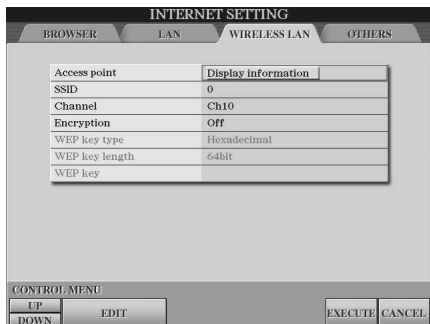 INTERNET SETTING
BROWSER LAN WIRELESS LAN OTHERS
Access point Display information
SSID 0
Channel Ch10
Encryption Off
WEP key type Hexadecimal
WEP key length 64bit
WEP key
CONTROL MENU
UP
DOWN
EDIT
EXECUTE CANCEL